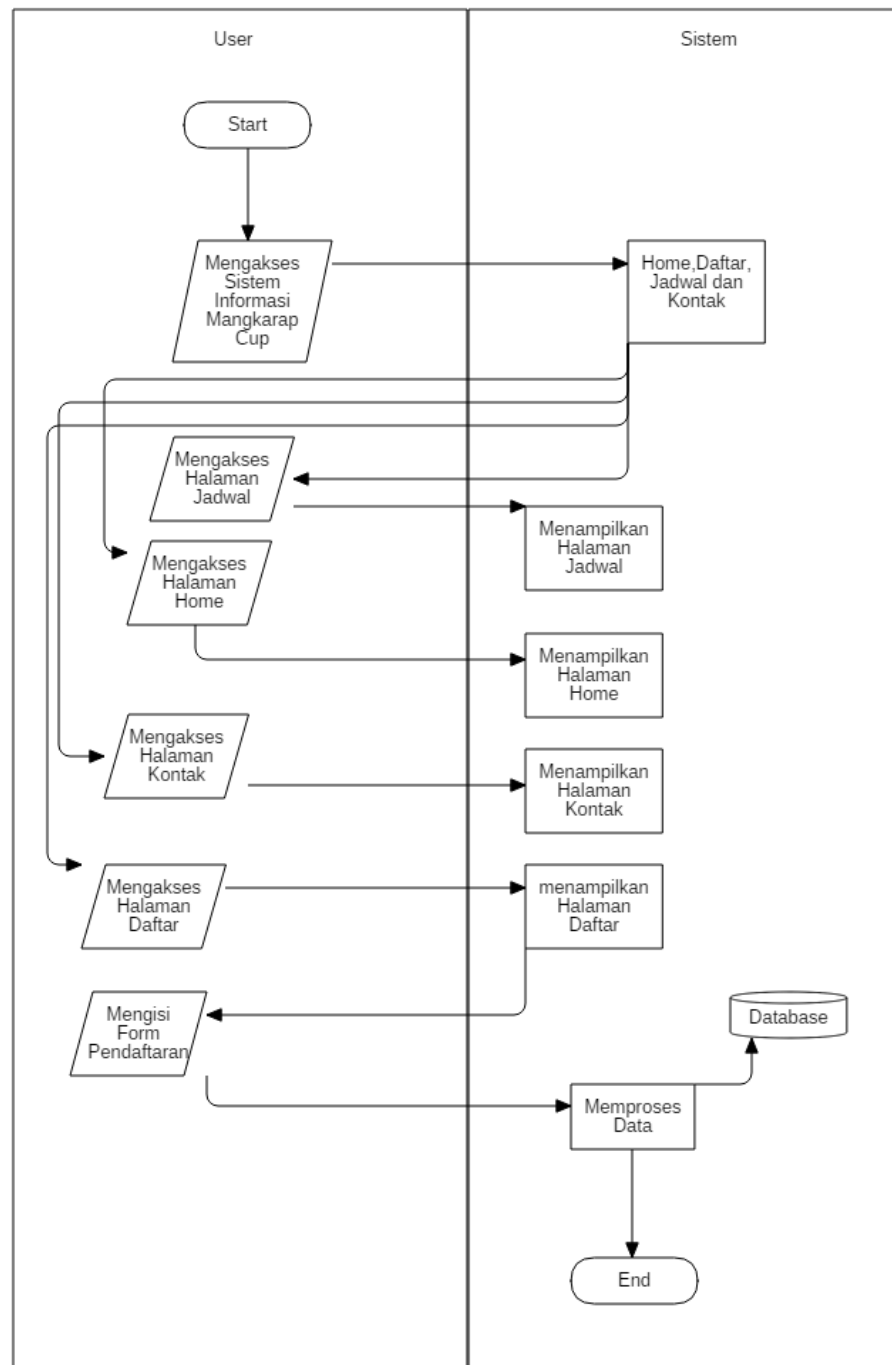 User
Sistem
Start
Mengakses
Sistem
Informasi
Mangkarap
Cup
Home,Daftar,
Jadwal dan
Kontak
Mengakses
Halaman
Jadwal
Menampilkan
Halaman
Jadwal
Mengakses
Halaman
Home
Menampilkan
Halaman
Home
Mengakses
Halaman
Kontak
Menampilkan
Halaman
Kontak
Mengakses
Halaman
Daftar
menampilkan
Halaman
Daftar
Mengisi
Form
Pendaftaran
Database
Memproses
Data
End